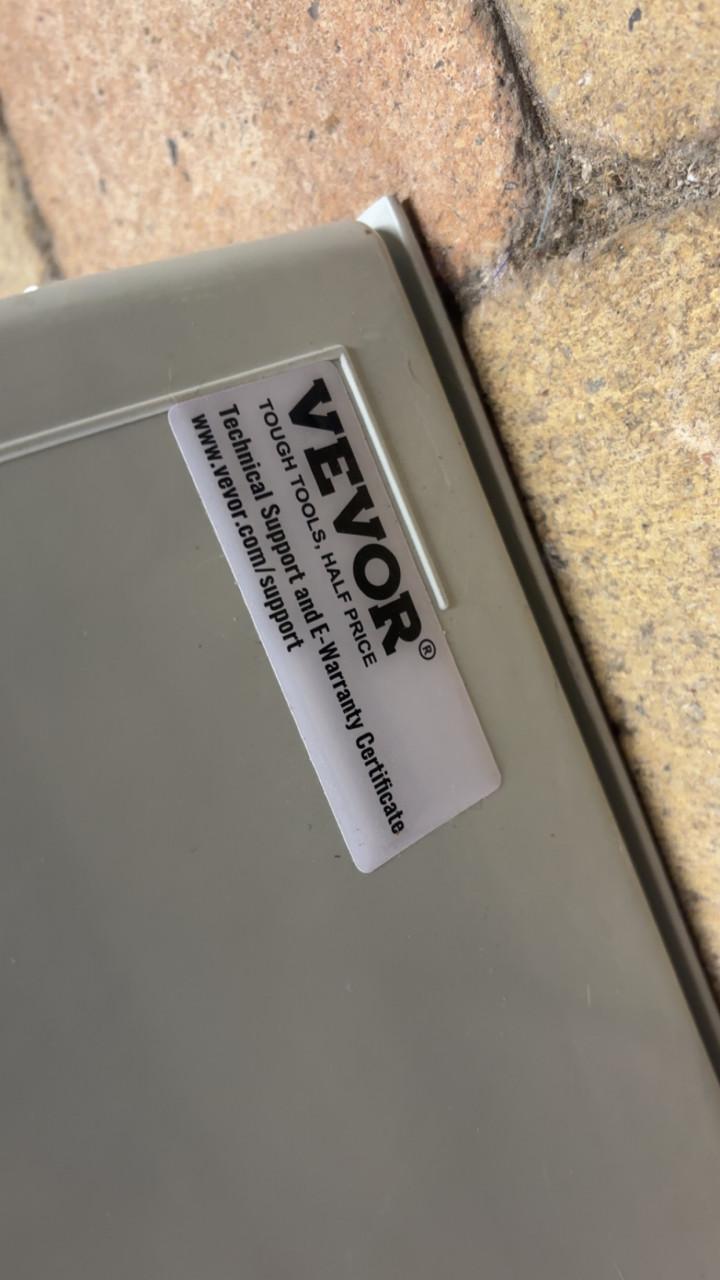 VEVOR®
TOUGH TOOLS, HALF PRICE
Technical Support and E-Warranty Certificate
www.vevor.com/support